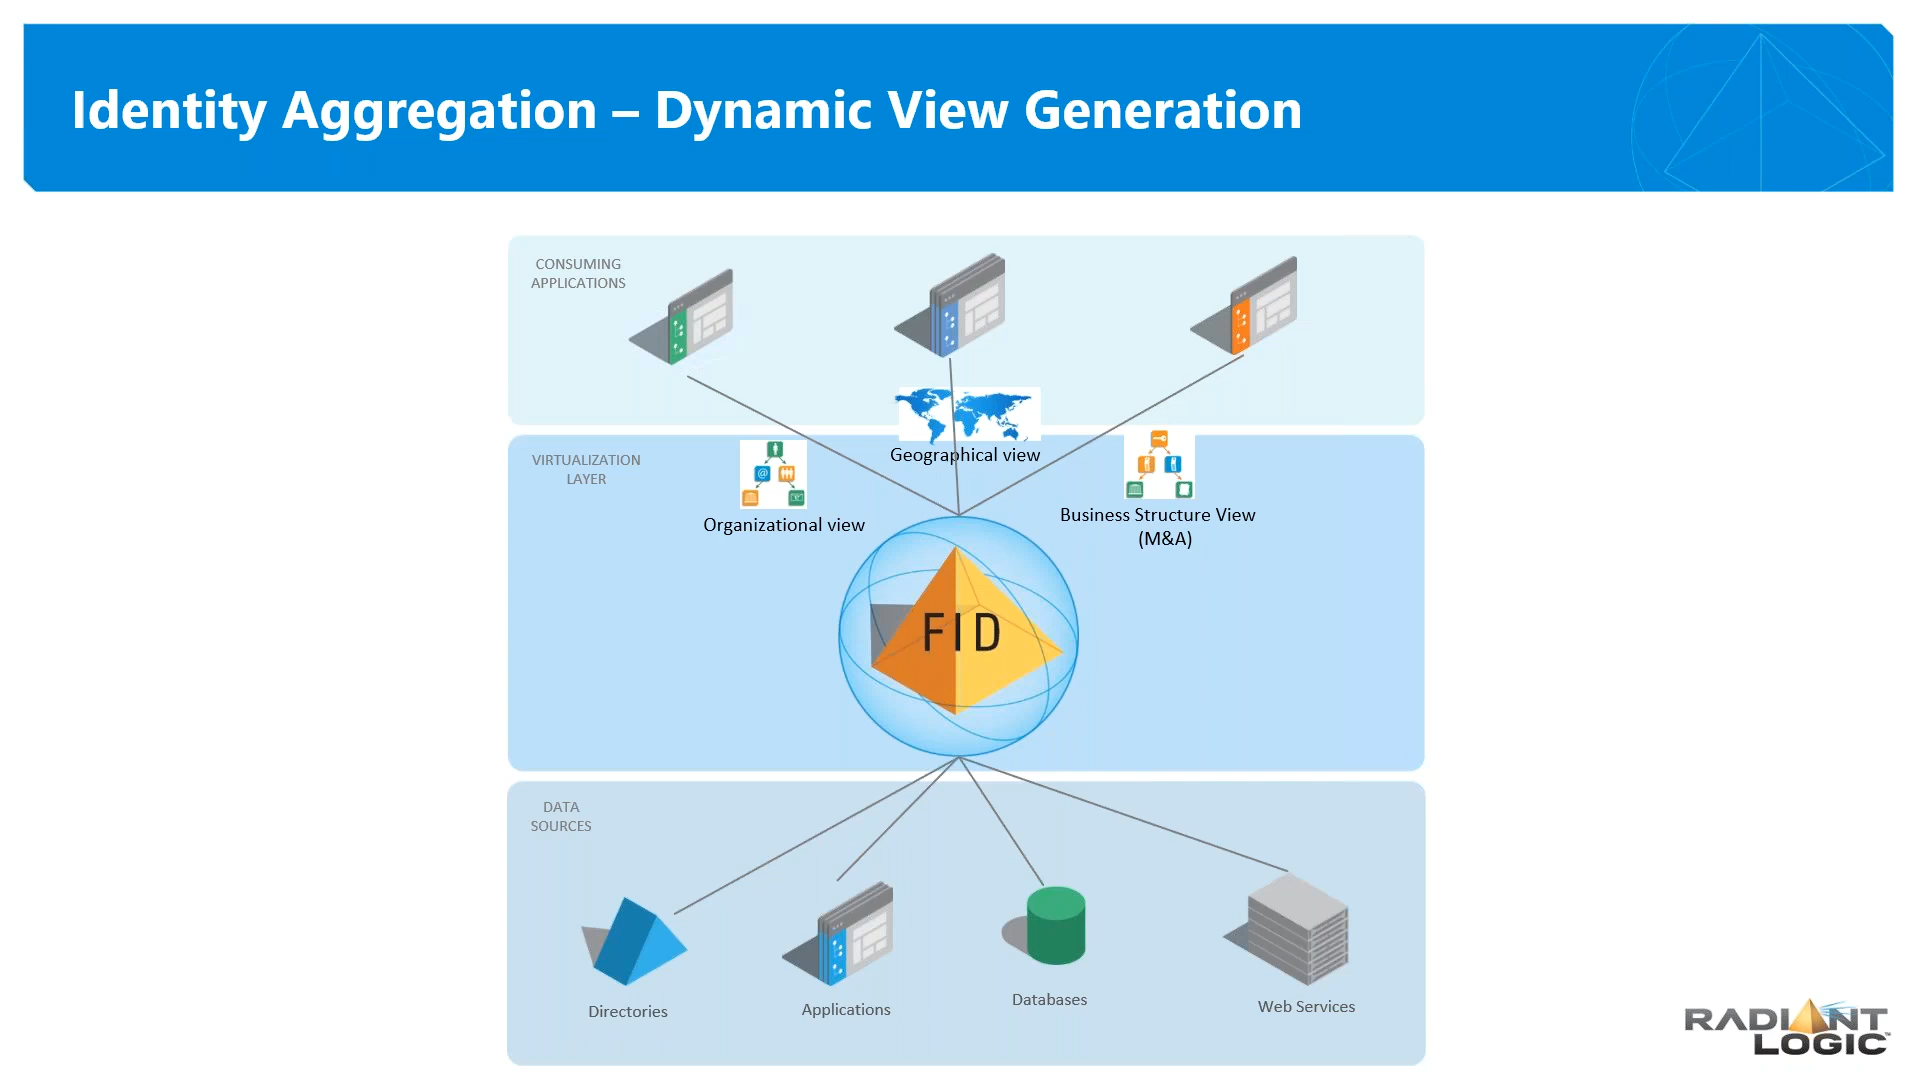 Identity Aggregation – Dynamic View Generation
CONSUMING
APPLICATIONS
Geographical view
VIRTUALIZATION
LAYER
Organizational view
Business Structure View
(M&A)
FID
DATA
SOURCES
Directories
Applications
Databases
Web Services
RADIANT
LOGIC™